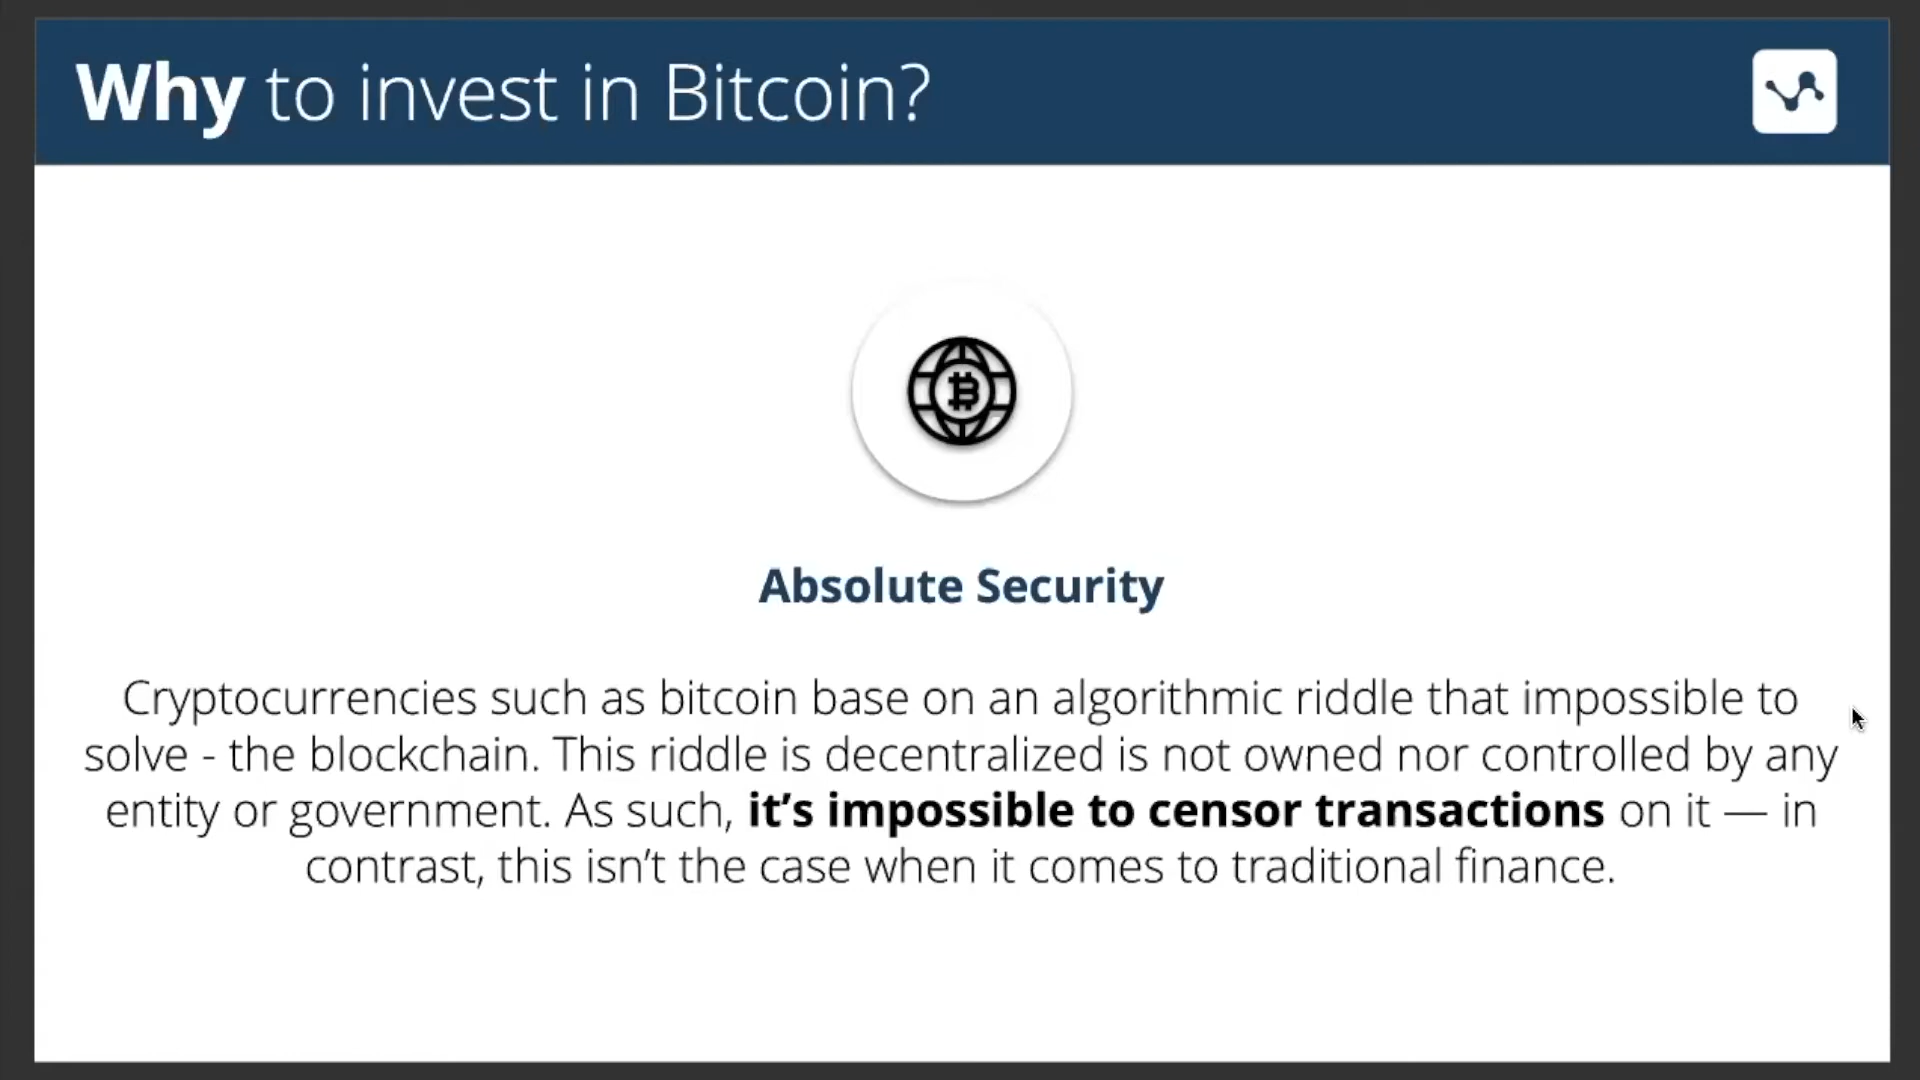 Why to invest in Bitcoin?
Absolute Security
Cryptocurrencies such as bitcoin base on an algorithmic riddle that impossible to
solve - the blockchain. This riddle is decentralized is not owned nor controlled by any
entity or government. As such, it’s impossible to censor transactions on it — in
contrast, this isn’t the case when it comes to traditional finance.